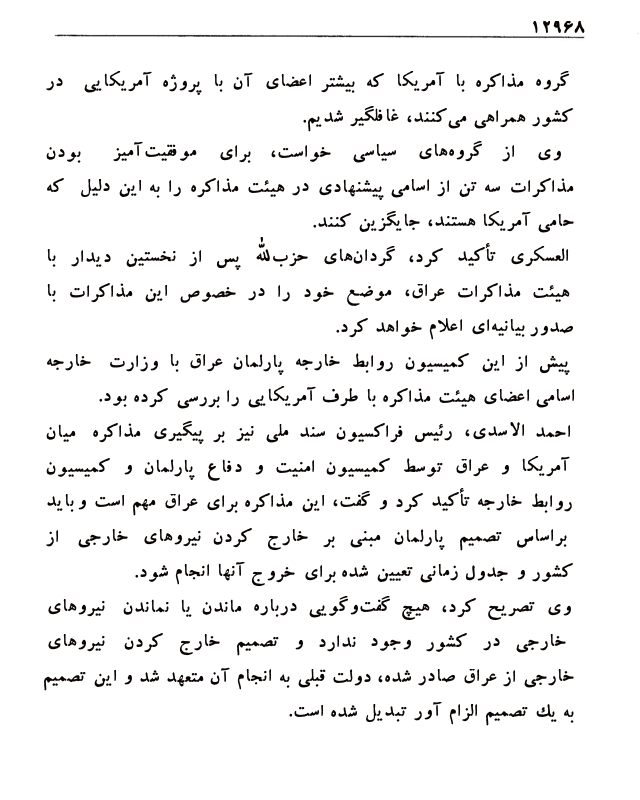 ۱۲۹۶۸
گروه مذاکره با آمریکا که بیشتر اعضای آن با پروژه آمریکایی در
کشور همراهی می‌کنند، غافلگیر شدیم.
وی از گروه‌های سیاسی خواست، برای موفقیت‌آمیز بودن
مذاکرات سه تن از اسامی پیشنهادی در هیئت مذاکره را به این دلیل که
حامی آمریکا هستند، جایگزین کنند.
العسکری تأکید کرد، گردان‌های حزب‌الله پس از نخستین دیدار با
هیئت مذاکرات عراق، موضع خود را در خصوص این مذاکرات با
صدور بیانیه‌ای اعلام خواهد کرد.
پیش از این کمیسیون روابط خارجه پارلمان عراق با وزارت خارجه
اسامی اعضای هیئت مذاکره با طرف آمریکایی را بررسی کرده بود.
احمد الاسدی، رئیس فراکسیون سند ملی نیز بر پیگیری مذاکره میان
آمریکا و عراق توسط کمیسیون امنیت و دفاع پارلمان و کمیسیون
روابط خارجه تأکید کرد و گفت، این مذاکره برای عراق مهم است و باید
براساس تصمیم پارلمان مبنی بر خارج کردن نیروهای خارجی از
کشور و جدول زمانی تعیین شده برای خروج آنها انجام شود.
وی تصریح کرد، هیچ گفت‌وگویی درباره ماندن یا نماندن نیروهای
خارجی در کشور وجود ندارد و تصمیم خارج کردن نیروهای
خارجی از عراق صادر شده، دولت قبلی به انجام آن متعهد شد و این تصمیم
به یك تصمیم الزام آور تبدیل شده است.